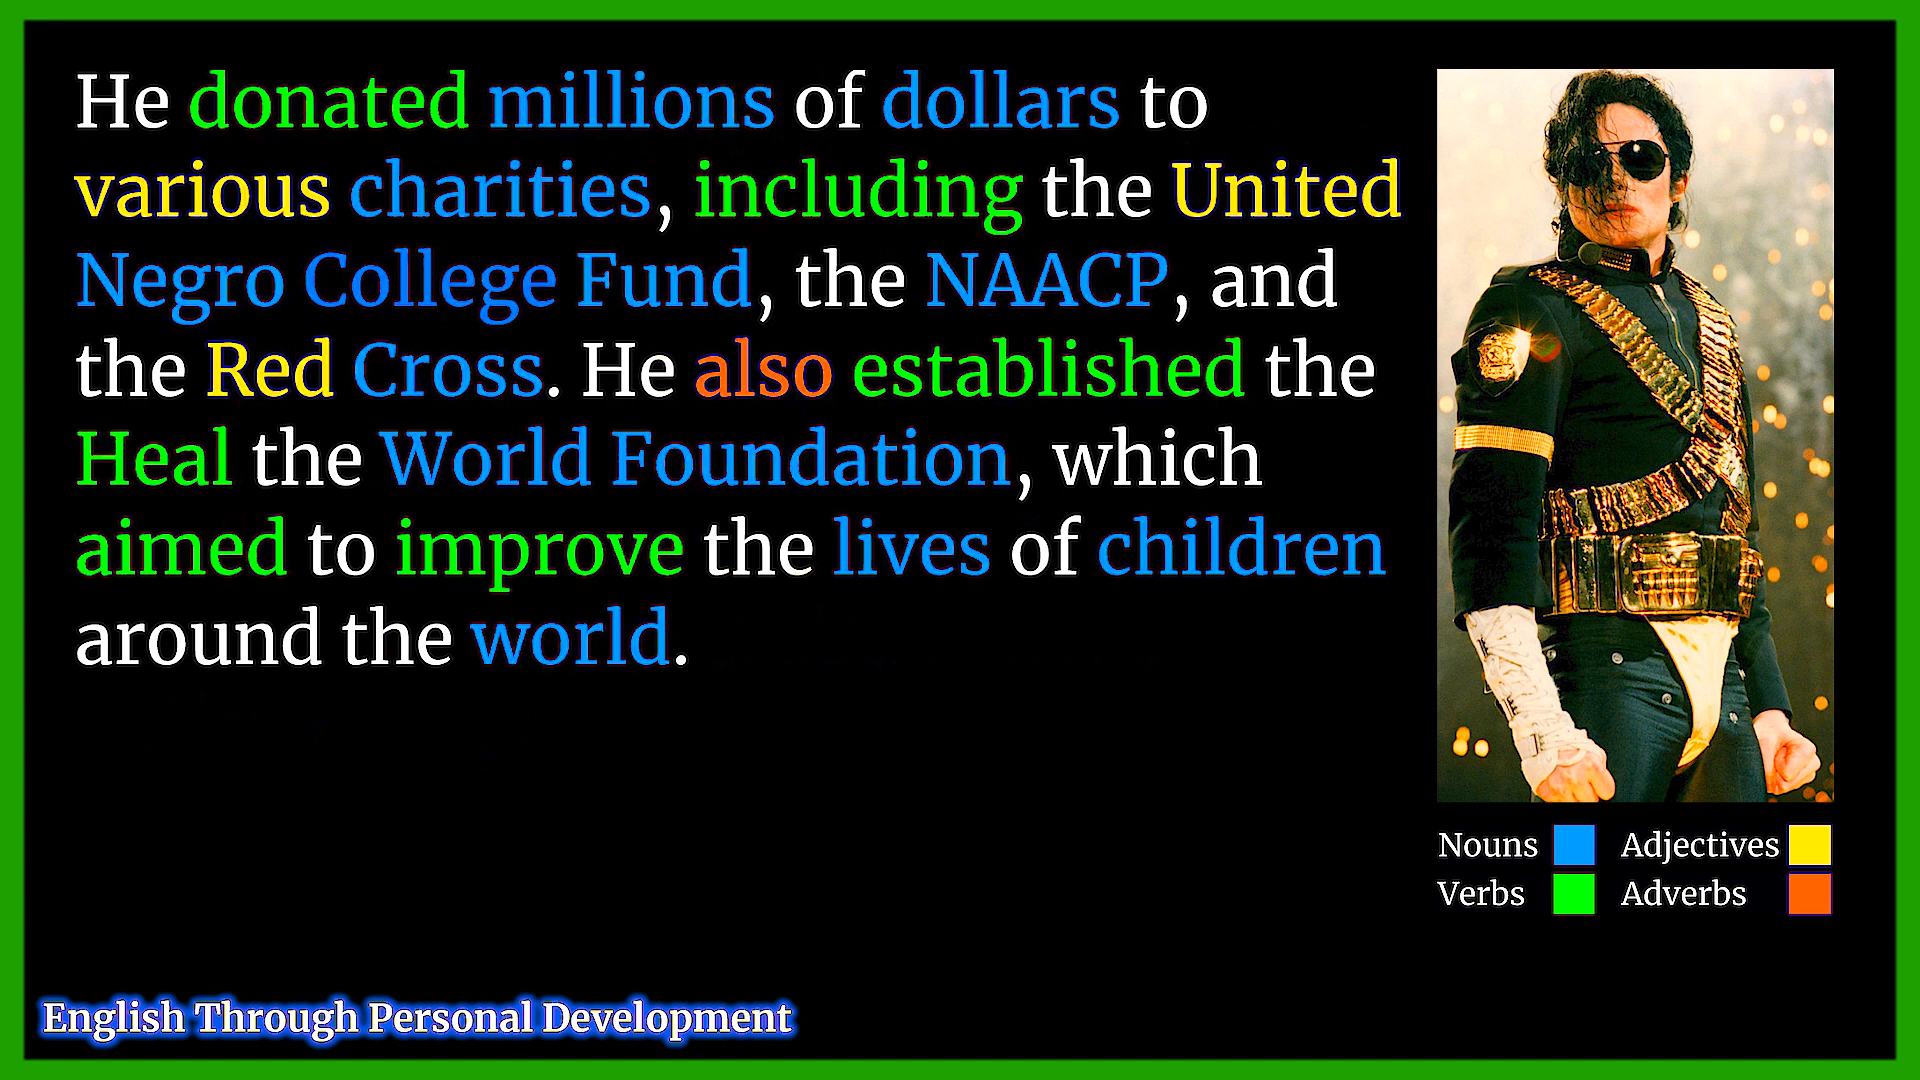 He donated millions of dollars to
various charities, including the United
Negro College Fund, the NAACP, and
the Red Cross. He also established the
Heal the World Foundation, which
aimed to improve the lives of children
around the world.
Nouns Adjectives
Verbs Adverbs
English Through Personal Development